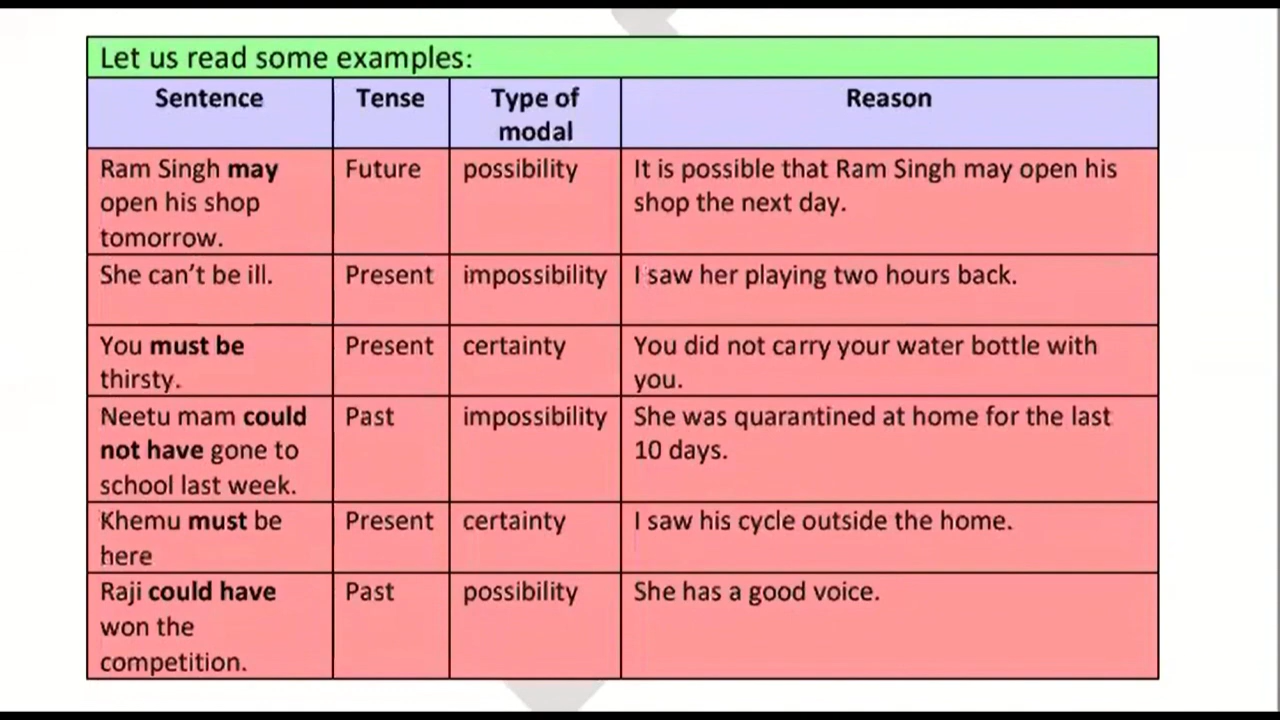 Let us read some examples:
Sentence Tense Type of modal Reason
Ram Singh may open his shop tomorrow. Future possibility It is possible that Ram Singh may open his shop the next day.
She can't be ill. Present impossibility I saw her playing two hours back.
You must be thirsty. Present certainty You did not carry your water bottle with you.
Neetu mam could not have gone to school last week. Past impossibility She was quarantined at home for the last 10 days.
Khemu must be here Present certainty I saw his cycle outside the home.
Raji could have won the competition. Past possibility She has a good voice.